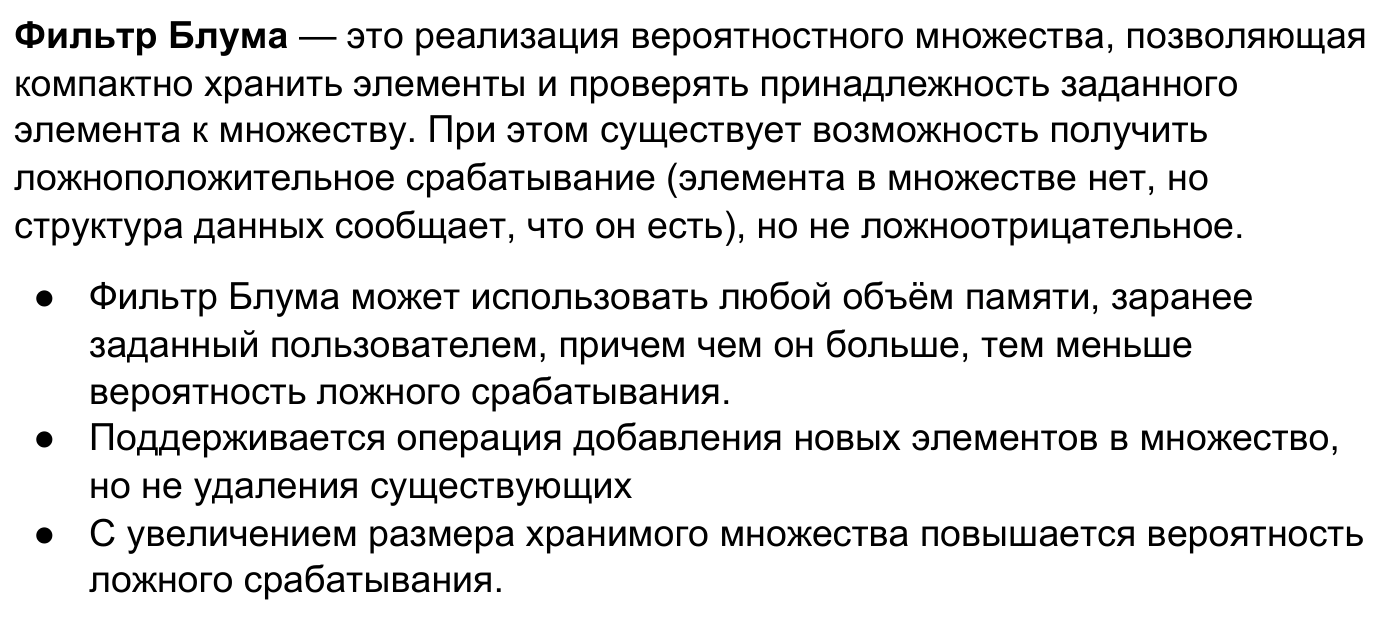 Фильтр Блума — это реализация вероятностного множества, позволяющая
компактно хранить элементы и проверять принадлежность заданного
элемента к множеству. При этом существует возможность получить
ложноположительное срабатывание (элемента в множестве нет, но
структура данных сообщает, что он есть), но не ложноотрицательное.
● Фильтр Блума может использовать любой объём памяти, заранее
заданный пользователем, причем чем он больше, тем меньше
вероятность ложного срабатывания.
● Поддерживается операция добавления новых элементов в множество,
но не удаления существующих
● С увеличением размера хранимого множества повышается вероятность
ложного срабатывания.